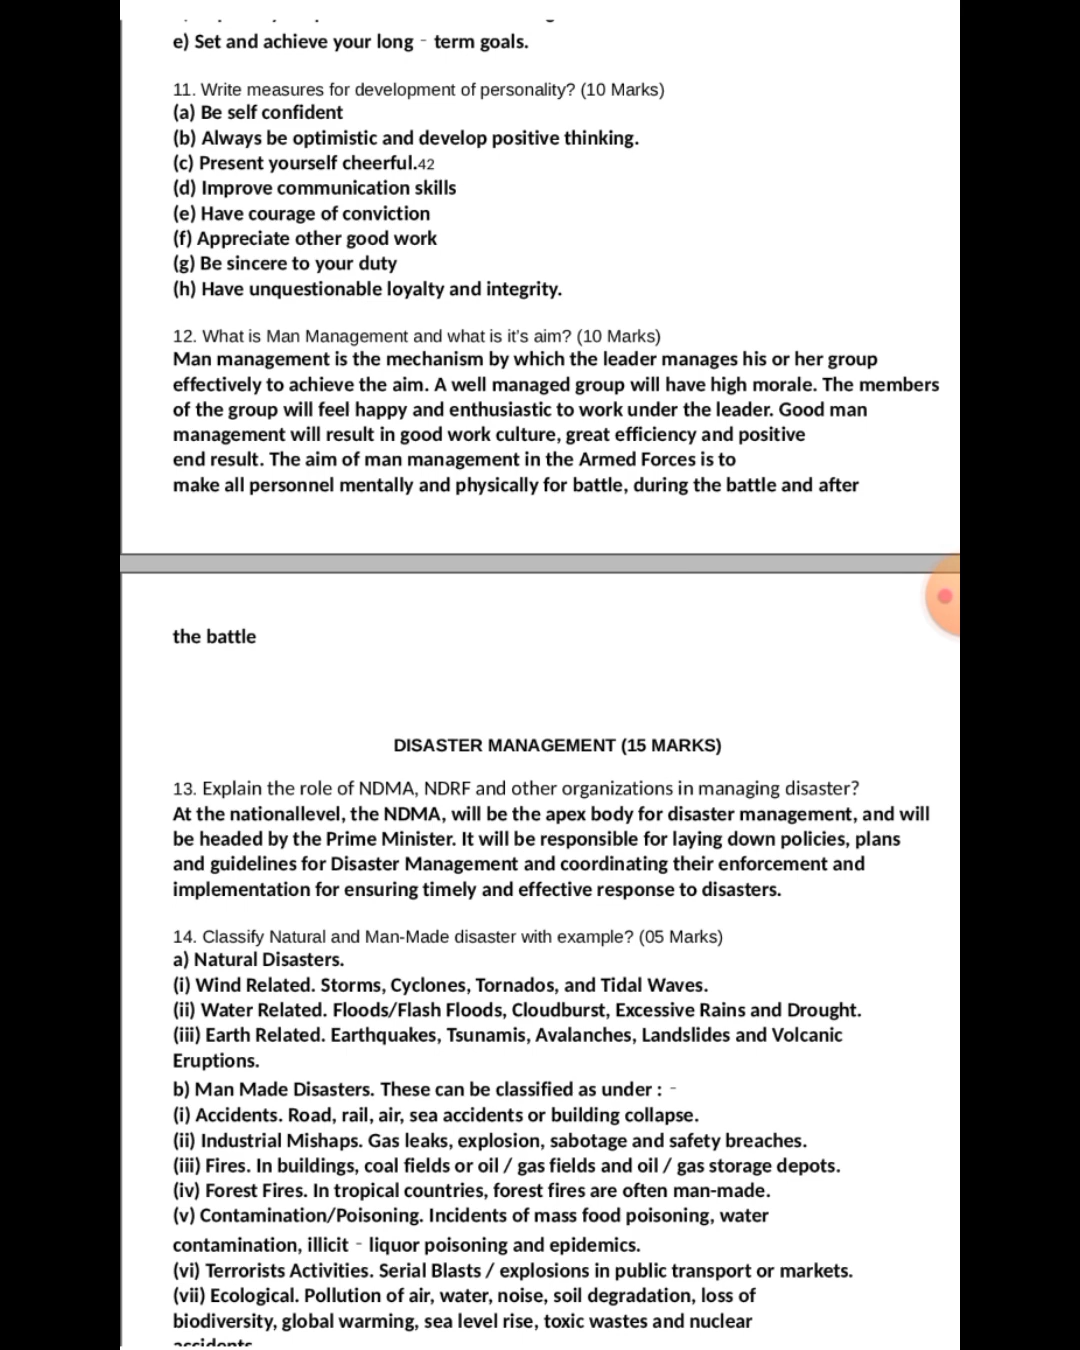 e) Set and achieve your long - term goals.
11. Write measures for development of personality? (10 Marks)
(a) Be self confident
(b) Always be optimistic and develop positive thinking.
(c) Present yourself cheerful.42
(d) Improve communication skills
(e) Have courage of conviction
(f) Appreciate other good work
(g) Be sincere to your duty
(h) Have unquestionable loyalty and integrity.
12. What is Man Management and what is it's aim? (10 Marks)
Man management is the mechanism by which the leader manages his or her group
effectively to achieve the aim. A well managed group will have high morale. The members
of the group will feel happy and enthusiastic to work under the leader. Good man
management will result in good work culture, great efficiency and positive
end result. The aim of man management in the Armed Forces is to
make all personnel mentally and physically for battle, during the battle and after
the battle
DISASTER MANAGEMENT (15 MARKS)
13. Explain the role of NDMA, NDRF and other organizations in managing disaster?
At the nationallevel, the NDMA, will be the apex body for disaster management, and will
be headed by the Prime Minister. It will be responsible for laying down policies, plans
and guidelines for Disaster Management and coordinating their enforcement and
implementation for ensuring timely and effective response to disasters.
14. Classify Natural and Man-Made disaster with example? (05 Marks)
a) Natural Disasters.
(i) Wind Related. Storms, Cyclones, Tornados, and Tidal Waves.
(ii) Water Related. Floods/Flash Floods, Cloudburst, Excessive Rains and Drought.
(iii) Earth Related. Earthquakes, Tsunamis, Avalanches, Landslides and Volcanic
Eruptions.
b) Man Made Disasters. These can be classified as under : -
(i) Accidents. Road, rail, air, sea accidents or building collapse.
(ii) Industrial Mishaps. Gas leaks, explosion, sabotage and safety breaches.
(iii) Fires. In buildings, coal fields or oil / gas fields and oil / gas storage depots.
(iv) Forest Fires. In tropical countries, forest fires are often man-made.
(v) Contamination/Poisoning. Incidents of mass food poisoning, water
contamination, illicit - liquor poisoning and epidemics.
(vi) Terrorists Activities. Serial Blasts / explosions in public transport or markets.
(vii) Ecological. Pollution of air, water, noise, soil degradation, loss of
biodiversity, global warming, sea level rise, toxic wastes and nuclear
accidents